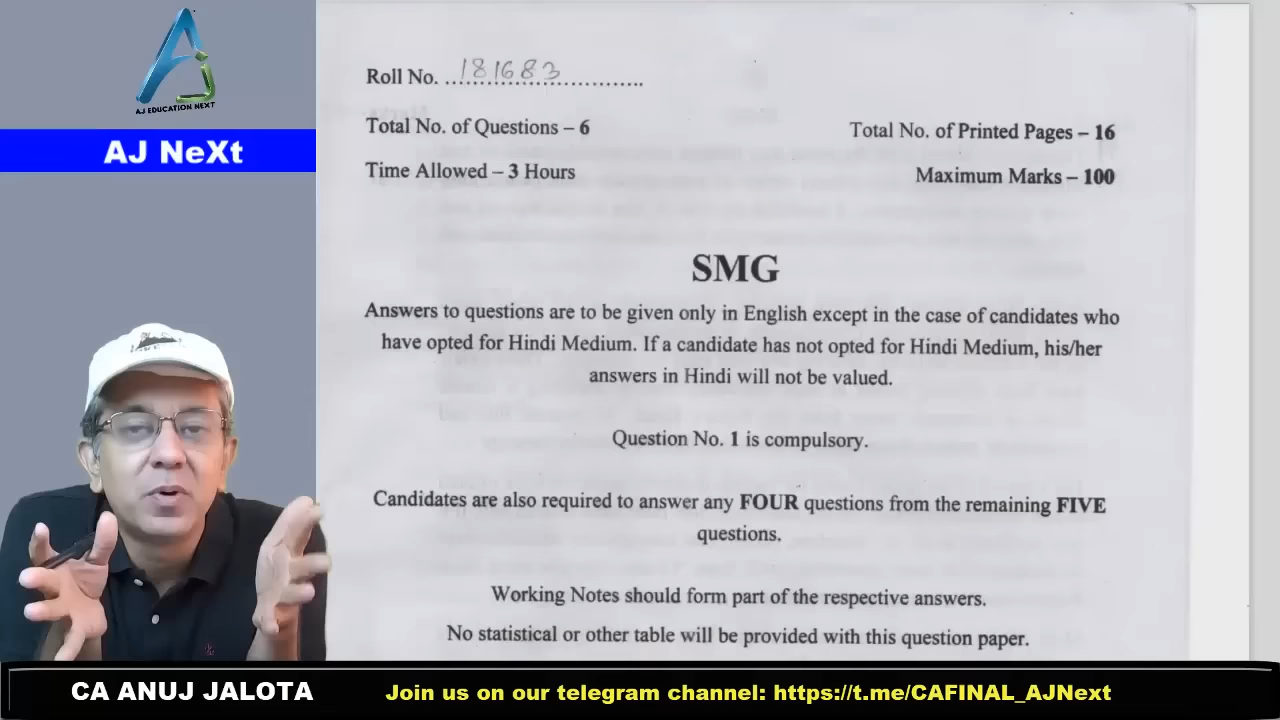 AJ EDUCATION NEXT
AJ NeXt
Roll No. 181683
Total No. of Questions – 6
Total No. of Printed Pages – 16
Time Allowed – 3 Hours
Maximum Marks – 100
SMG
Answers to questions are to be given only in English except in the case of candidates who
have opted for Hindi Medium. If a candidate has not opted for Hindi Medium, his/her
answers in Hindi will not be valued.
Question No. 1 is compulsory.
Candidates are also required to answer any FOUR questions from the remaining FIVE
questions.
Working Notes should form part of the respective answers.
No statistical or other table will be provided with this question paper.
CA ANUJ JALOTA
Join us on our telegram channel: https://t.me/CAFINAL_AJNext